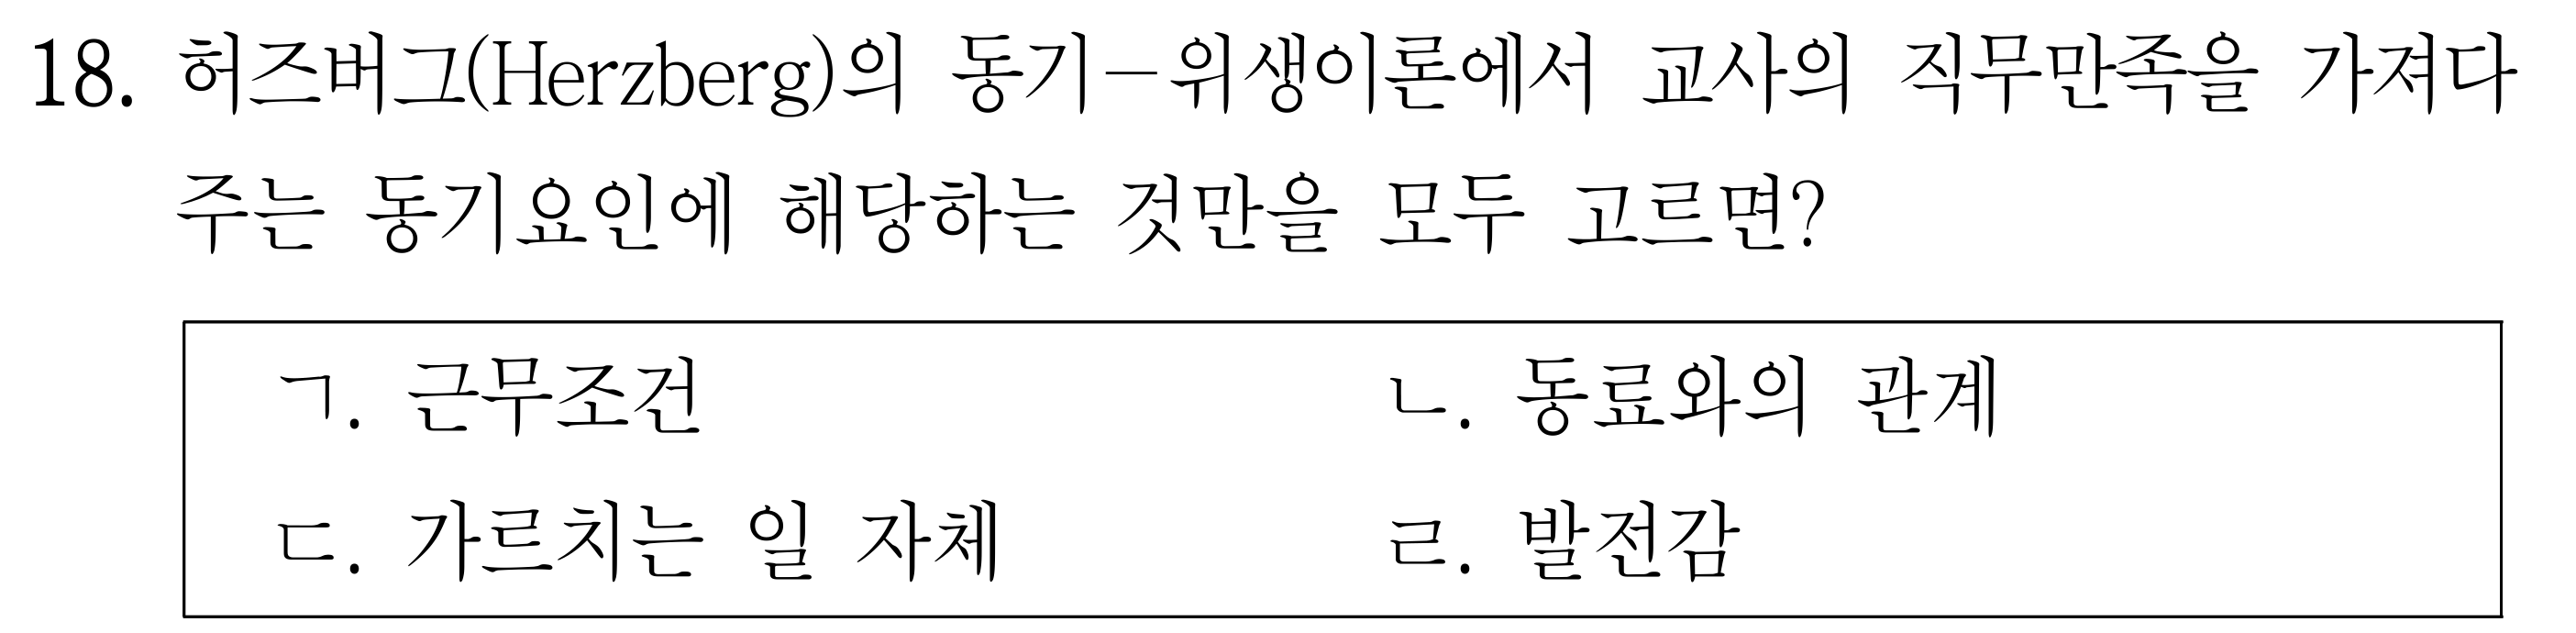 18. 허즈버그(Herzberg)의 동기－위생이론에서 교사의 직무만족을 가져다
주는 동기요인에 해당하는 것만을 모두 고르면?
ㄱ. 근무조건 ㄴ. 동료와의 관계
ㄷ. 가르치는 일 자체 ㄹ. 발전감